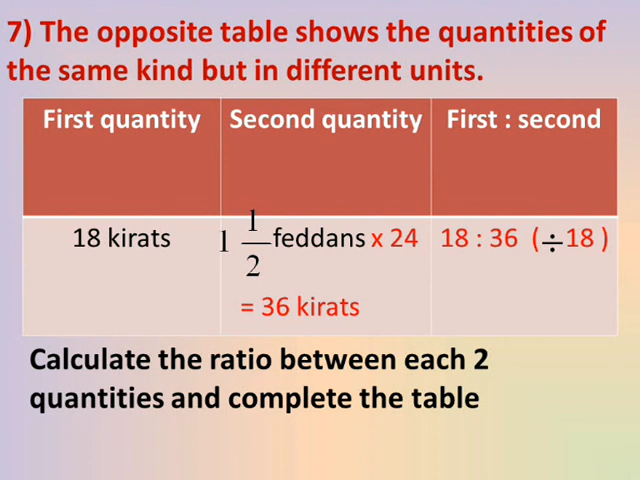 7) The opposite table shows the quantities of
the same kind but in different units.
First quantity Second quantity First : second
18 kirats 1 1/2 feddans x 24 18 : 36 ( ÷ 18 )
= 36 kirats
Calculate the ratio between each 2
quantities and complete the table